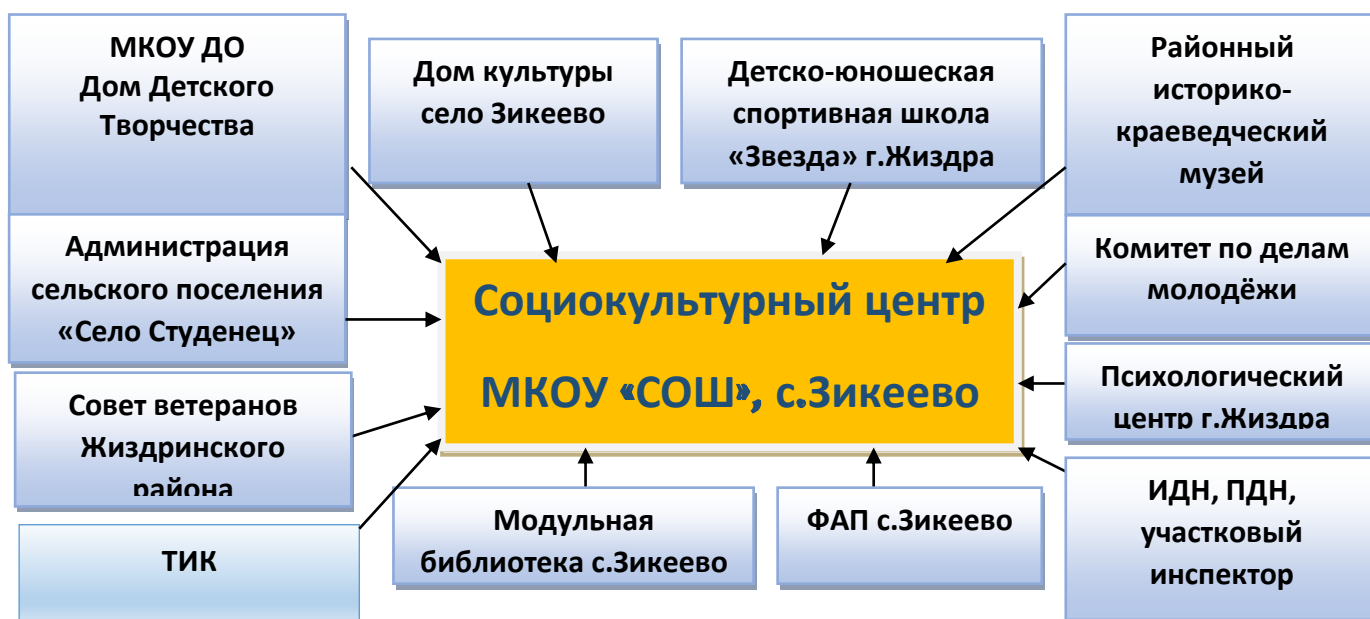 МКОУ ДО
Дом Детского
Творчества
Дом культуры
село Зикеево
Детско-юношеская
спортивная школа
«Звезда» г.Жиздра
Районный
историко-
краеведческий
музей
Администрация
сельского поселения
«Село Студенец»
Социокультурный центр
МКОУ «СОШ», с.Зикеево
Комитет по делам
молодёжи
Совет ветеранов
Жиздринского
района
Психологический
центр г.Жиздра
ТИК
Модульная
библиотека с.Зикеево
ФАП с.Зикеево
ИДН, ПДН,
участковый
инспектор